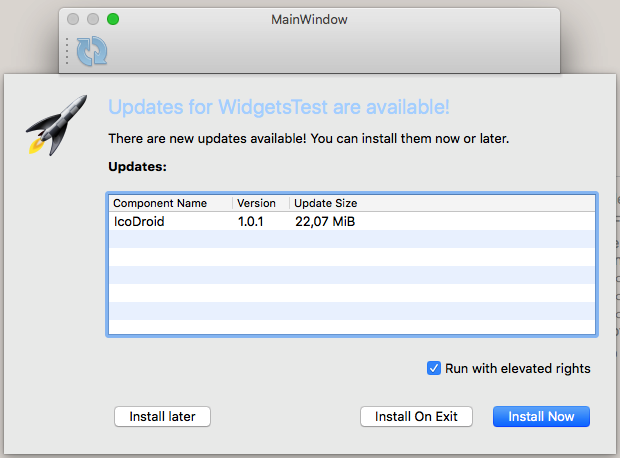 MainWindow
Updates for WidgetsTest are available!
There are new updates available! You can install them now or later.
Updates:
Component Name Version Update Size
IcoDroid 1.0.1 22,07 MiB
Run with elevated rights
Install later Install On Exit Install Now